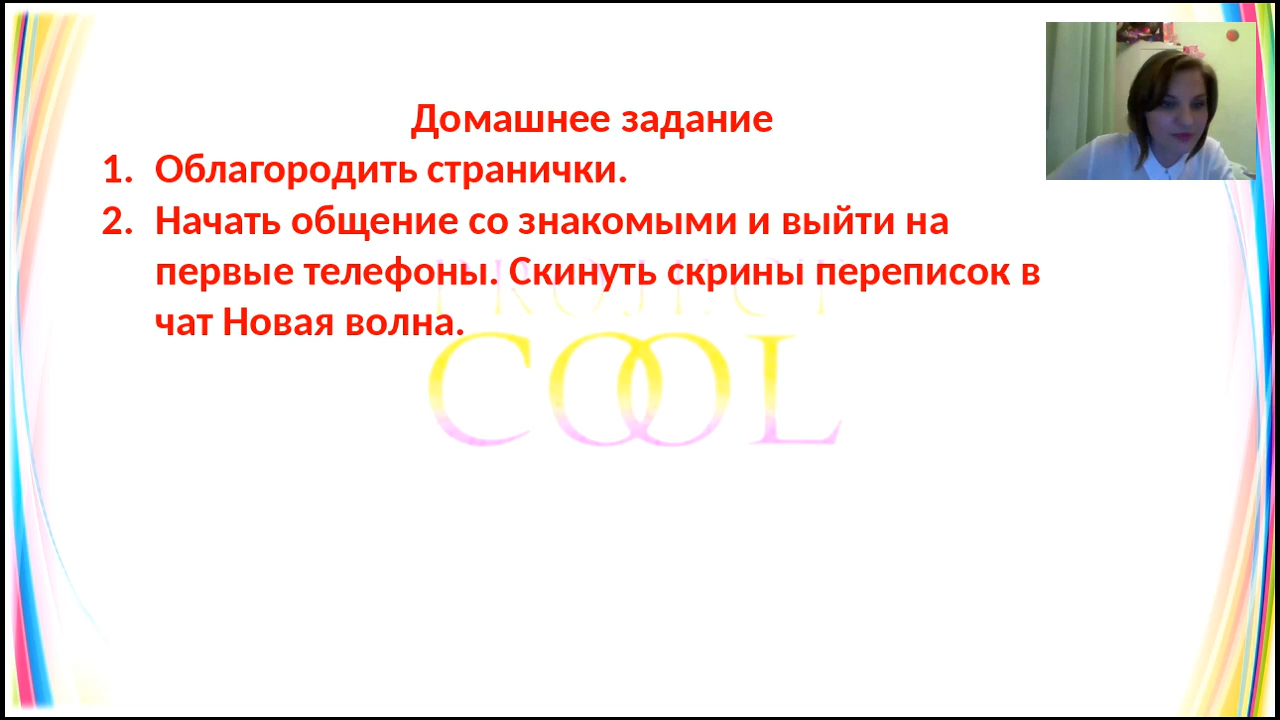 Домашнее задание
1. Облагородить странички.
2. Начать общение со знакомыми и выйти на
первые телефоны. Скинуть скрины переписок в
чат Новая волна.
PROJECT
COOL